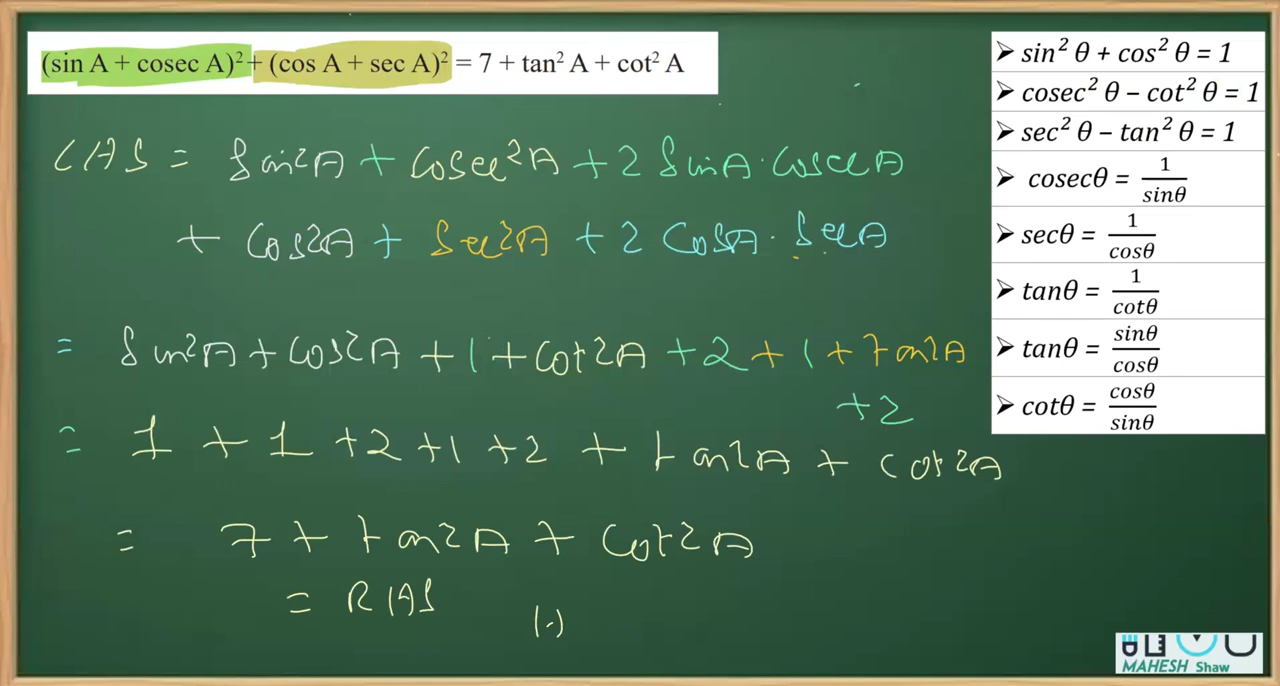 (sin A + cosec A)² + (cos A + sec A)² = 7 + tan² A + cot² A
LHS = Sin²A + Cosec²A + 2 SinA · CosecA
+ Cos²A + Sec²A + 2 CosA · SecA
= Sin²A + Cos²A + 1 + Cot²A + 2 + 1 + Tan²A
+ 2
= 1 + 1 + 2 + 1 + 2 + tan²A + cot²A
= 7 + tan²A + Cot²A
= RHS
➢ sin² θ + cos² θ = 1
➢ cosec² θ – cot² θ = 1
➢ sec² θ – tan² θ = 1
➢ cosecθ = 1/sinθ
➢ secθ = 1/cosθ
➢ tanθ = 1/cotθ
➢ tanθ = sinθ/cosθ
➢ cotθ = cosθ/sinθ
MAHESH Shaw